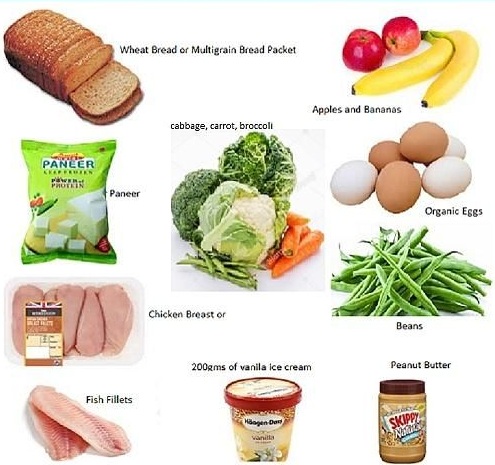 Wheat Bread or Multigrain Bread Packet
Apples and Bananas
cabbage, carrot, broccoli
PANEER
POWER of
PROTEIN
Paneer
Organic Eggs
Chicken Breast or
Beans
200gms of vanila ice cream
Peanut Butter
Fish Fillets
Häagen-Dazs
vanilla
SKIPPY
Natural